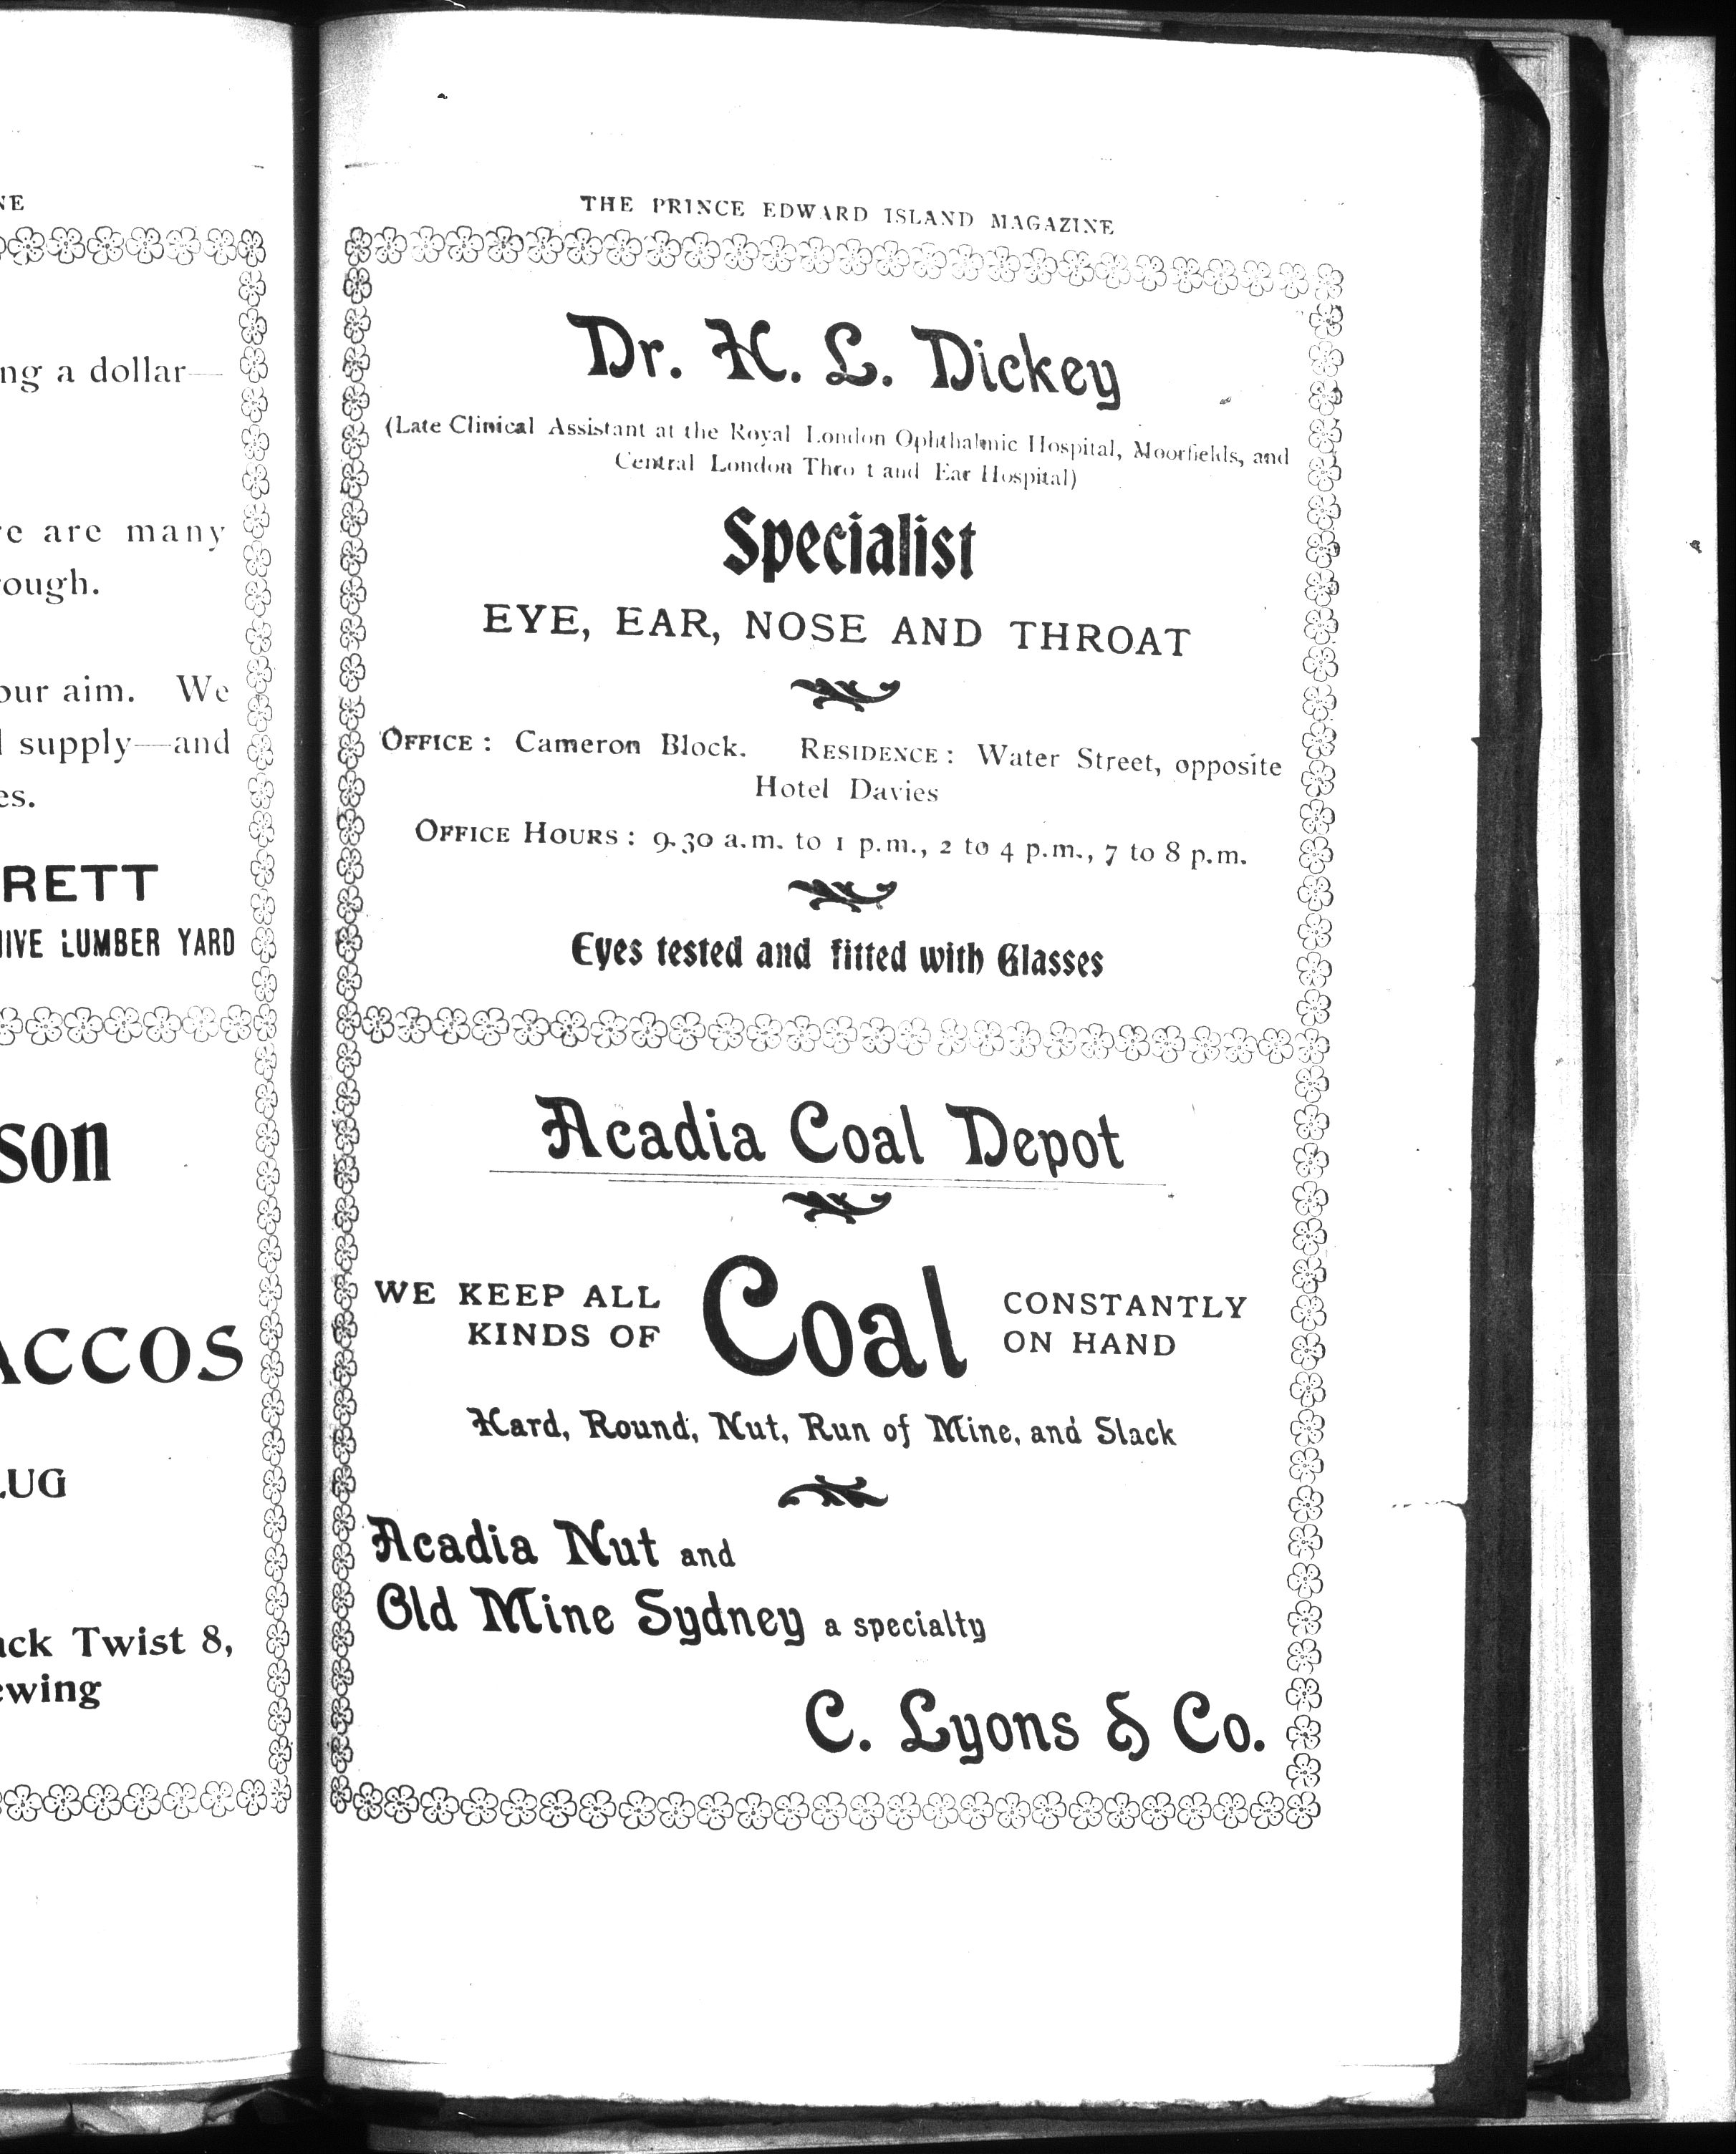 NE
ng a dollar—
e are many
ough.
our aim. We
supply—and
es.
RETT
HIVE LUMBER YARD
son
ACCOS
LUG
ack Twist 8,
ewing
THE PRINCE EDWARD ISLAND MAGAZINE
Dr. H. L. Dickey
(Late Clinical Assistant at the Royal London Ophthalmic Hospital, Moorfields, and
Central London Thro t and Ear Hospital)
Specialist
EYE, EAR, NOSE AND THROAT
OFFICE: Cameron Block. RESIDENCE: Water Street, opposite
Hotel Davies
OFFICE HOURS: 9.30 a.m. to 1 p.m., 2 to 4 p.m., 7 to 8 p.m.
Eyes tested and fitted with Glasses
Acadia Coal Depot
WE KEEP ALL
KINDS OF
Coal
CONSTANTLY
ON HAND
Hard, Round, Nut, Run of Mine, and Slack
Acadia Nut and
Old Mine Sydney a specialty
C. Lyons & Co.